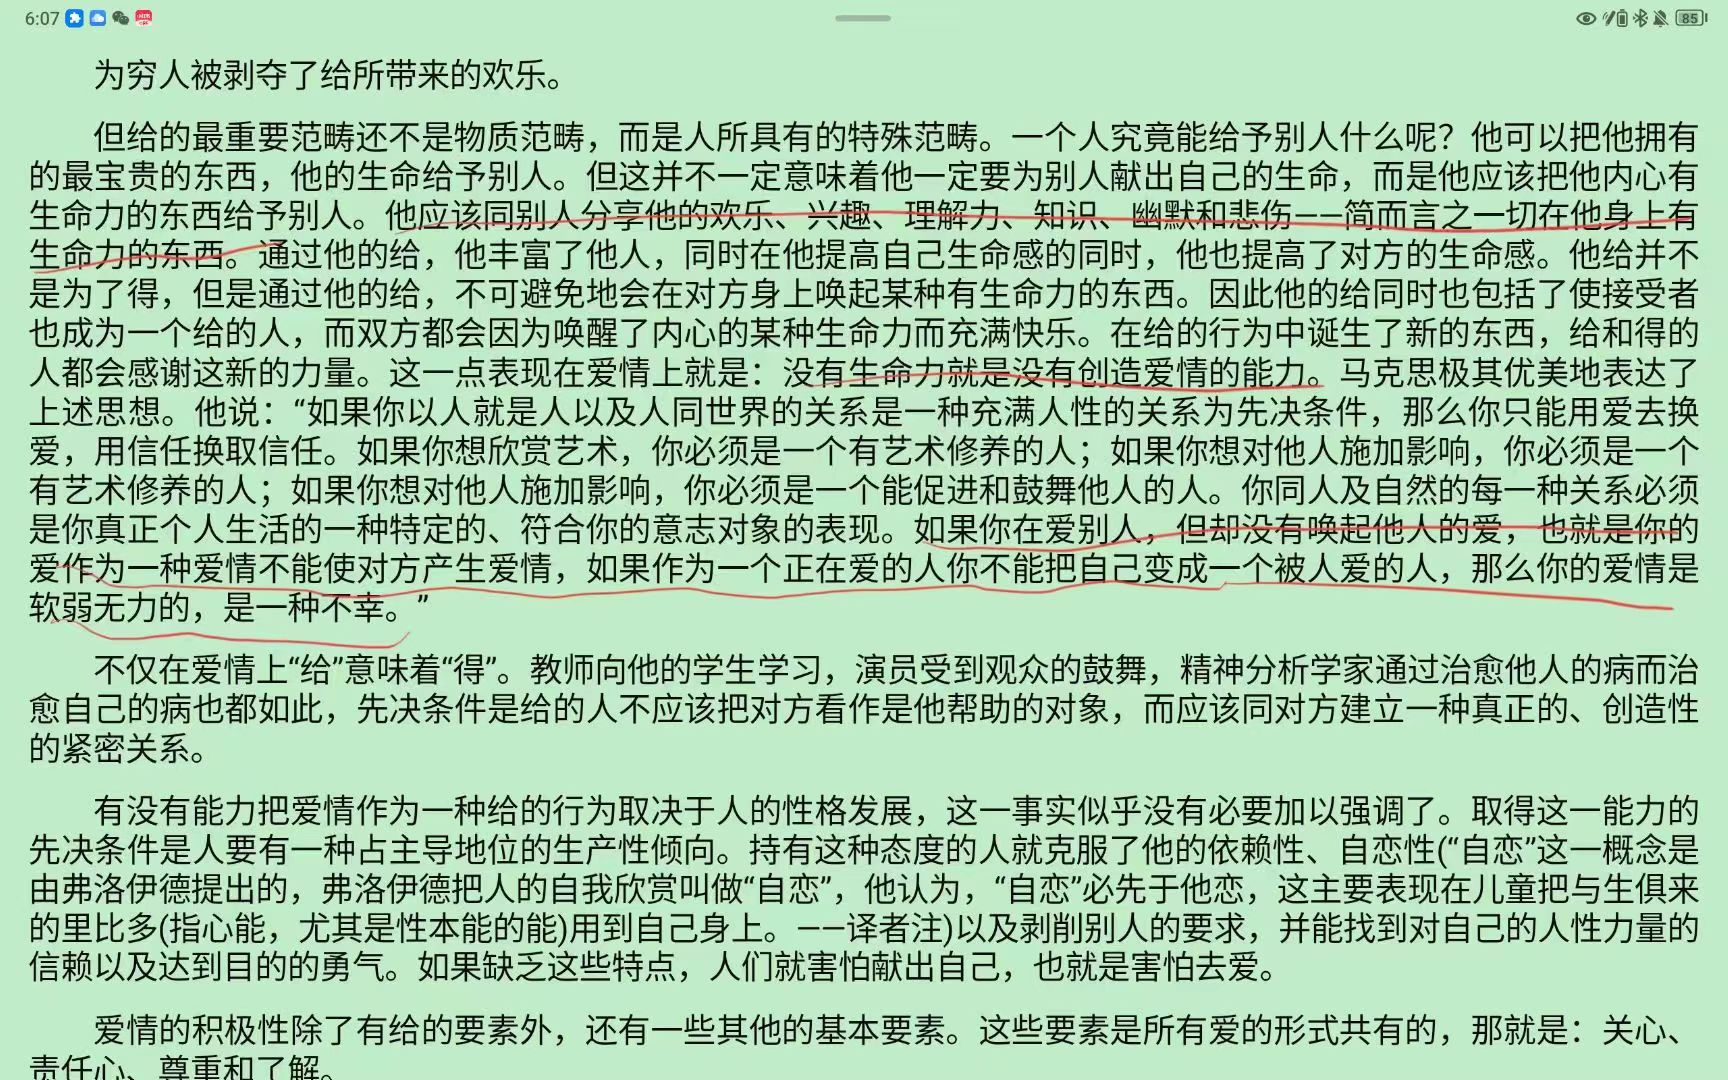 6:07
85
为穷人被剥夺了给所带来的欢乐。
但给的最重要范畴还不是物质范畴，而是人所具有的特殊范畴。一个人究竟能给予别人什么呢？他可以把他拥有
的最宝贵的东西，他的生命给予别人。但这并不一定意味着他一定要为别人献出自己的生命，而是他应该把他内心有
生命力的东西给予别人。他应该同别人分享他的欢乐、兴趣、理解力、知识、幽默和悲伤——简而言之一切在他身上有
生命力的东西。通过他的给，他丰富了他人，同时在他提高自己生命感的同时，他也提高了对方的生命感。他给并不
是为了得，但是通过他的给，不可避免地会在对方身上唤起某种有生命力的东西。因此他的给同时也包括了使接受者
也成为一个给的人，而双方都会因为唤醒了内心的某种生命力而充满快乐。在给的行为中诞生了新的东西，给和得的
人都会感谢这新的力量。这一点表现在爱情上就是：没有生命力就是没有创造爱情的能力。马克思极其优美地表达了
上述思想。他说：“如果你以人就是人以及人同世界的关系是一种充满人性的关系为先决条件，那么你只能用爱去换
爱，用信任换取信任。如果你想欣赏艺术，你必须是一个有艺术修养的人；如果你想对他人施加影响，你必须是一个
有艺术修养的人；如果你想对他人施加影响，你必须是一个能促进和鼓舞他人的人。你同人及自然的每一种关系必须
是你真正个人生活的一种特定的、符合你的意志对象的表现。如果你在爱别人，但却没有唤起他人的爱，也就是你的
爱作为一种爱情不能使对方产生爱情，如果作为一个正在爱的人你不能把自己变成一个被人爱的人，那么你的爱情是
软弱无力的，是一种不幸。”
不仅在爱情上“给”意味着“得”。教师向他的学生学习，演员受到观众的鼓舞，精神分析学家通过治愈他人的病而治
愈自己的病也都如此，先决条件是给的人不应该把对方看作是他帮助的对象，而应该同对方建立一种真正的、创造性
的紧密关系。
有没有能力把爱情作为一种给的行为取决于人的性格发展，这一事实似乎没有必要加以强调了。取得这一能力的
先决条件是人要有一种占主导地位的生产性倾向。持有这种态度的人就克服了他的依赖性、自恋性(“自恋”这一概念是
由弗洛伊德提出的，弗洛伊德把人的自我欣赏叫做“自恋”，他认为，“自恋”必先于他恋，这主要表现在儿童把与生俱来
的里比多(指心能，尤其是性本能的能)用到自己身上。——译者注)以及剥削别人的要求，并能找到对自己的人性力量的
信赖以及达到目的的勇气。如果缺乏这些特点，人们就害怕献出自己，也就是害怕去爱。
爱情的积极性除了有给的要素外，还有一些其他的基本要素。这些要素是所有爱的形式共有的，那就是：关心、
责任心、尊重和了解。